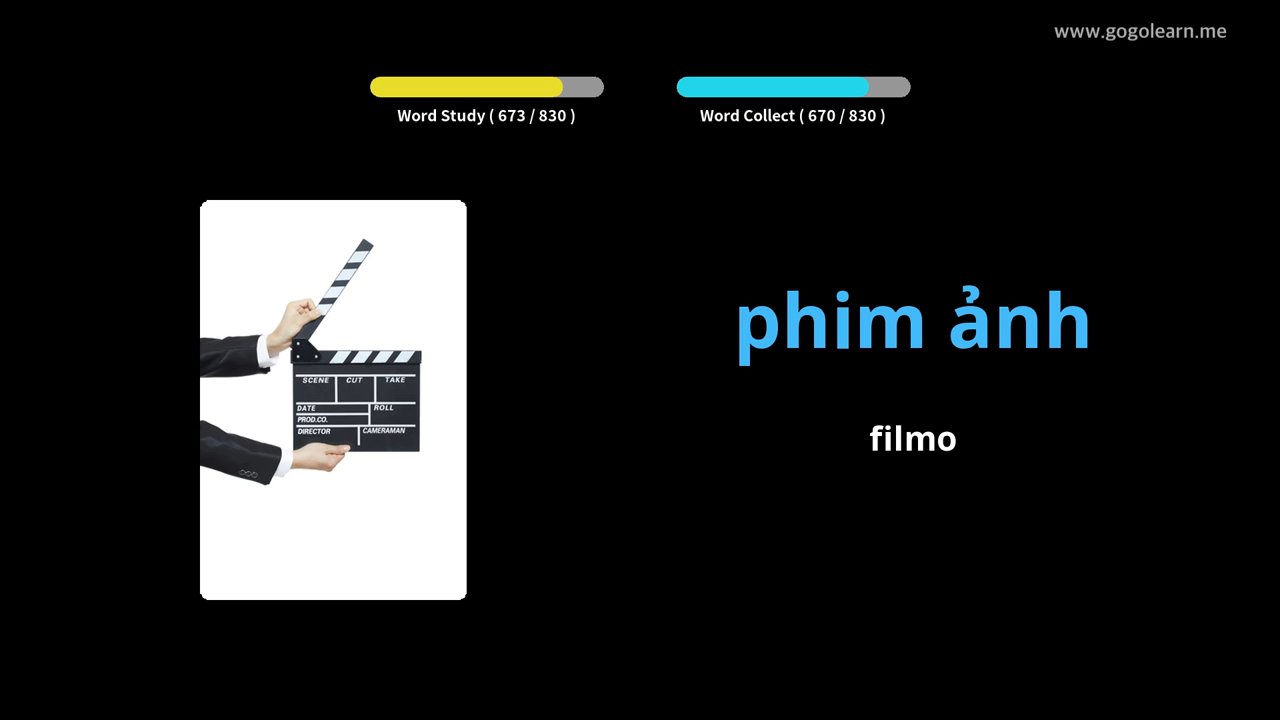 www.gogolearn.me
Word Study ( 673 / 830 )
Word Collect ( 670 / 830 )
SCENE CUT TAKE
DATE ROLL
PROD.CO.
DIRECTOR CAMERAMAN
phim ảnh
filmo